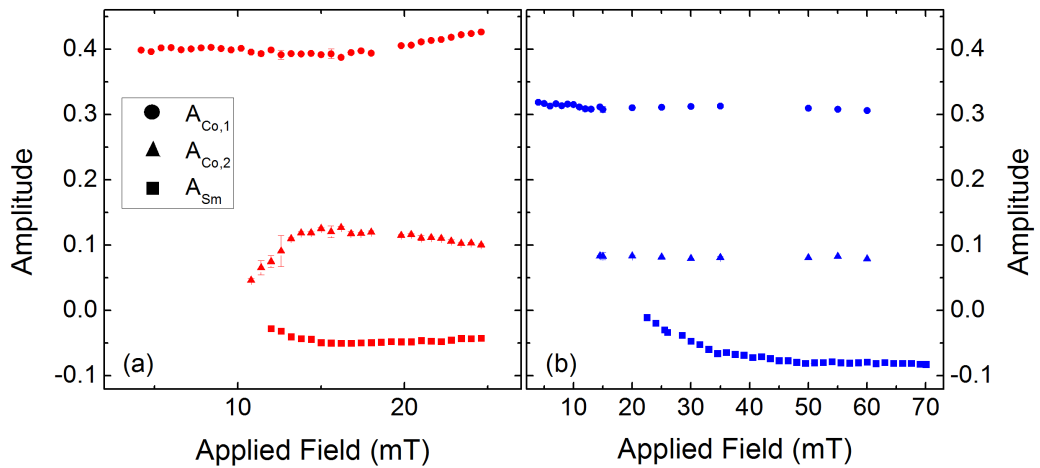 0.4
0.3
0.2
0.1
0.0
-0.1
Amplitude
A_Co,1
A_Co,2
A_Sm
(a)
10 20
Applied Field (mT)
(b)
10 20 30 40 50 60 70
Applied Field (mT)
0.4
0.3
0.2
0.1
0.0
-0.1
Amplitude